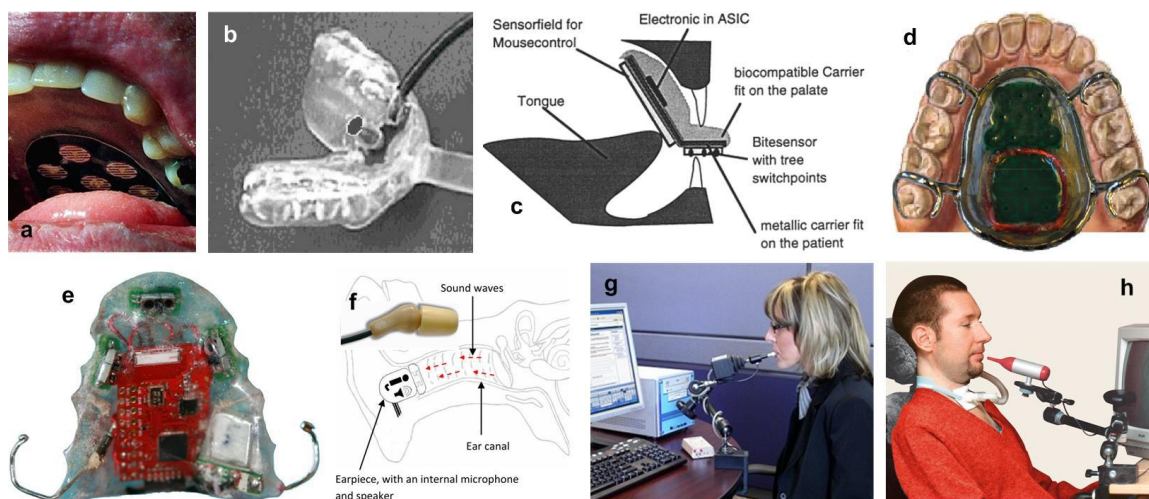 a
b
c
Sensorfield for
Mousecontrol
Electronic in ASIC
Tongue
biocompatible Carrier
fit on the palate
Bitesensor
with tree
switchpoints
metallic carrier fit
on the patient
d
e
f
Sound waves
Ear canal
Earpiece, with an internal microphone
and speaker
g
h